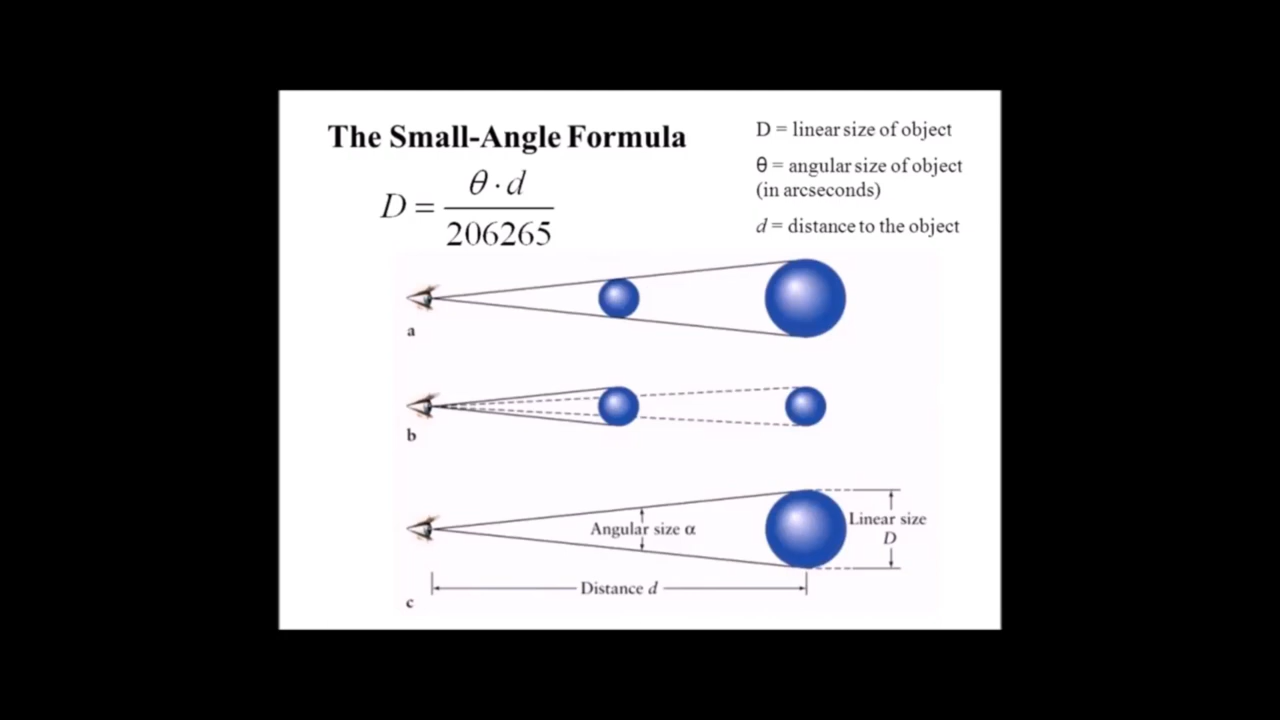 The Small-Angle Formula
D = θ · d / 206265
D = linear size of object
θ = angular size of object
(in arcseconds)
d = distance to the object
a
b
Angular size α
Linear size
D
Distance d
c